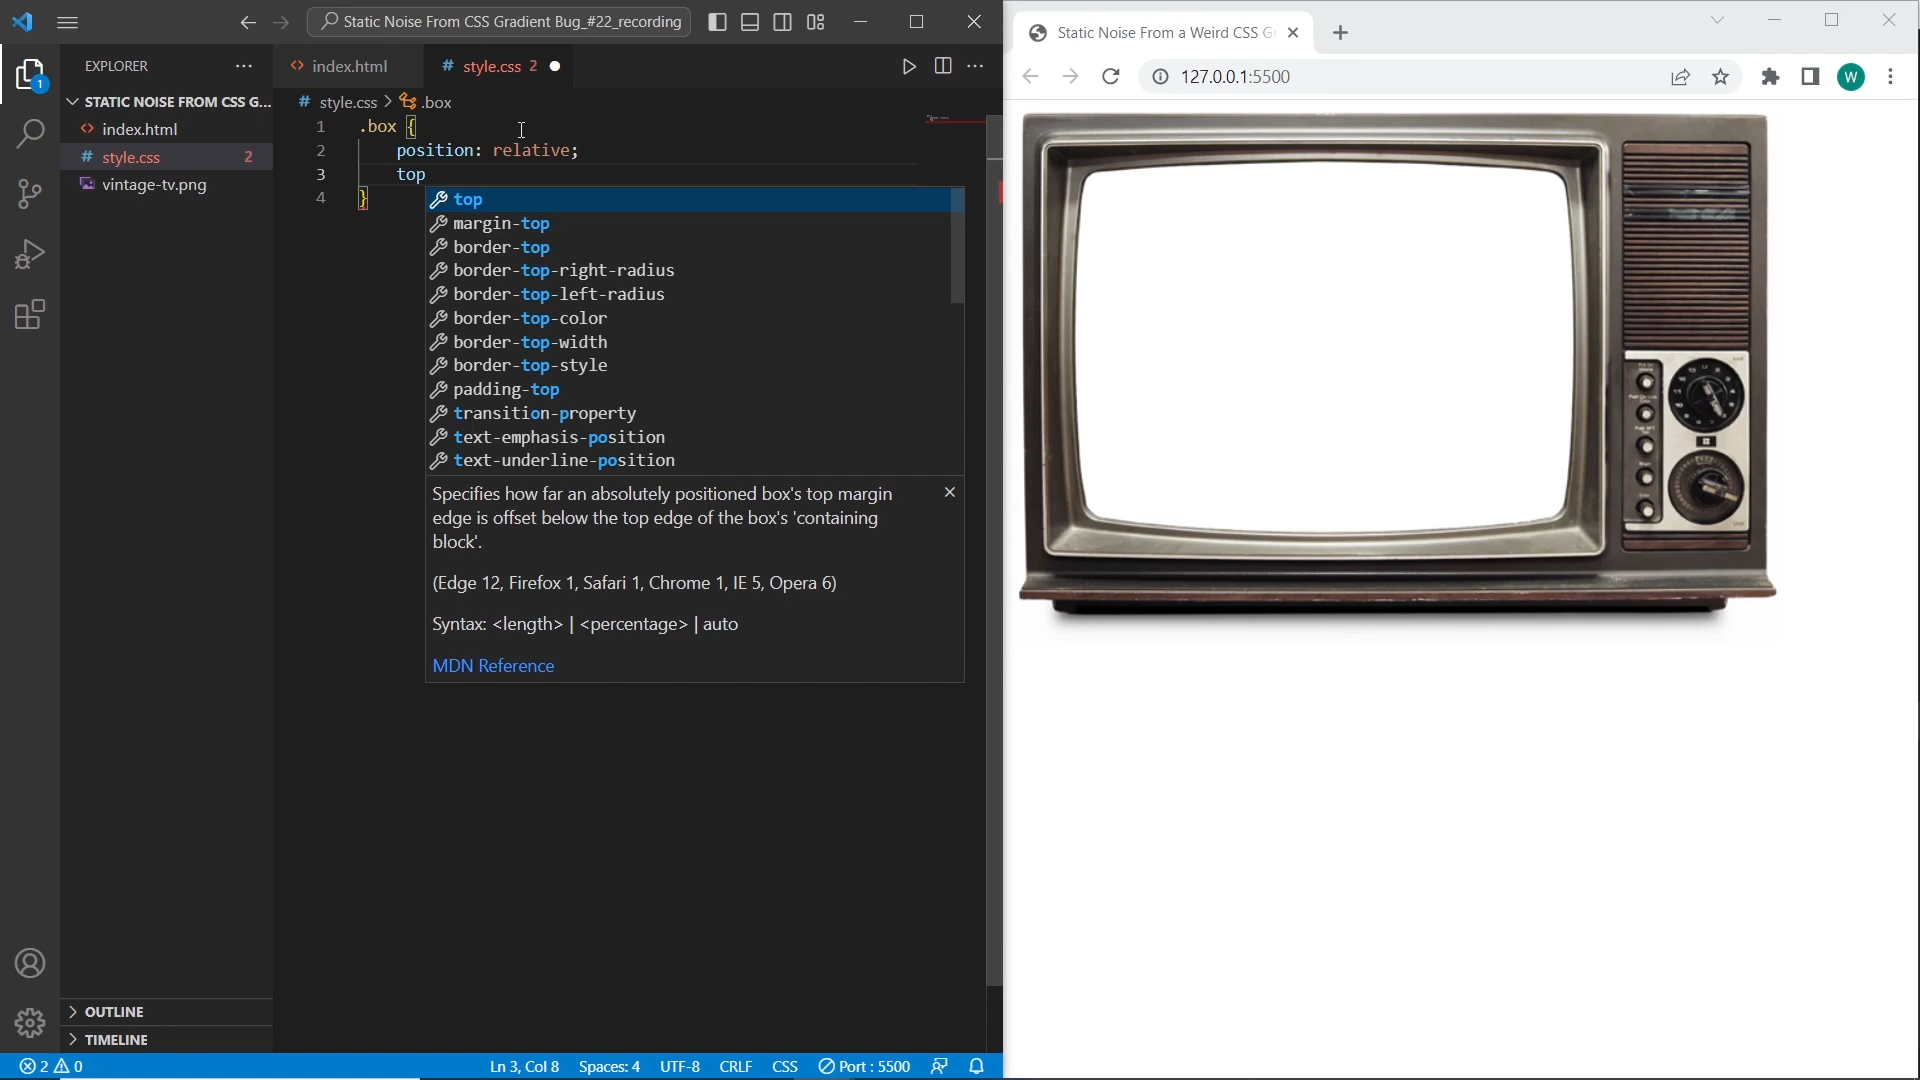 Static Noise From CSS Gradient Bug_#22_recording
EXPLORER
index.html
# style.css 2
STATIC NOISE FROM CSS G...
index.html
# style.css 2
vintage-tv.png
1
# style.css > .box
1 .box {
2 position: relative;
3 top
4 }
top
margin-top
border-top
border-top-right-radius
border-top-left-radius
border-top-color
border-top-width
border-top-style
padding-top
transition-property
text-emphasis-position
text-underline-position
Specifies how far an absolutely positioned box's top margin
edge is offset below the top edge of the box's 'containing
block'.
(Edge 12, Firefox 1, Safari 1, Chrome 1, IE 5, Opera 6)
Syntax: <length> | <percentage> | auto
MDN Reference
OUTLINE
TIMELINE
2 0
Ln 3, Col 8 Spaces: 4 UTF-8 CRLF CSS Port : 5500
Static Noise From a Weird CSS G
127.0.0.1:5500
W